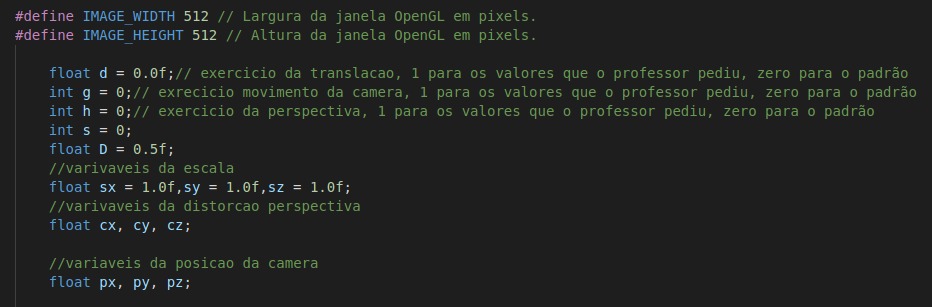 #define IMAGE_WIDTH 512 // Largura da janela OpenGL em pixels.
#define IMAGE_HEIGHT 512 // Altura da janela OpenGL em pixels.
float d = 0.0f;// exercicio da translacao, 1 para os valores que o professor pediu, zero para o padrão
int g = 0;// exrecicio movimento da camera, 1 para os valores que o professor pediu, zero para o padrão
int h = 0;// exercicio da perspectiva, 1 para os valores que o professor pediu, zero para o padrão
int s = 0;
float D = 0.5f;
//varivaveis da escala
float sx = 1.0f,sy = 1.0f,sz = 1.0f;
//varivaveis da distorcao perspectiva
float cx, cy, cz;
//variaveis da posicao da camera
float px, py, pz;